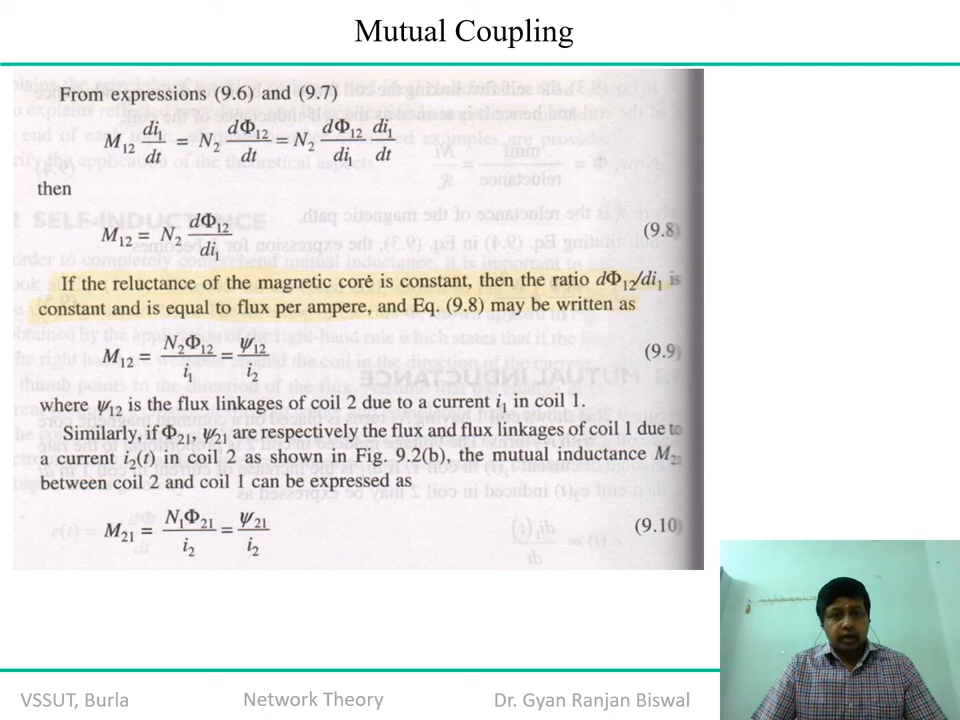 Mutual Coupling
From expressions (9.6) and (9.7)
M₁₂ di₁/dt = N₂ dΦ₁₂/dt = N₂ dΦ₁₂/di₁ di₁/dt
then
M₁₂ = N₂ dΦ₁₂/di₁ (9.8)
If the reluctance of the magnetic core is constant, then the ratio dΦ₁₂/di₁ is
constant and is equal to flux per ampere, and Eq. (9.8) may be written as
M₁₂ = N₂Φ₁₂/i₁ = ψ₁₂/i₂ (9.9)
where ψ₁₂ is the flux linkages of coil 2 due to a current i₁ in coil 1.
Similarly, if Φ₂₁, ψ₂₁ are respectively the flux and flux linkages of coil 1 due to
a current i₂(t) in coil 2 as shown in Fig. 9.2(b), the mutual inductance M₂₁
between coil 2 and coil 1 can be expressed as
M₂₁ = N₁Φ₂₁/i₂ = ψ₂₁/i₂ (9.10)
VSSUT, Burla Network Theory Dr. Gyan Ranjan Biswal